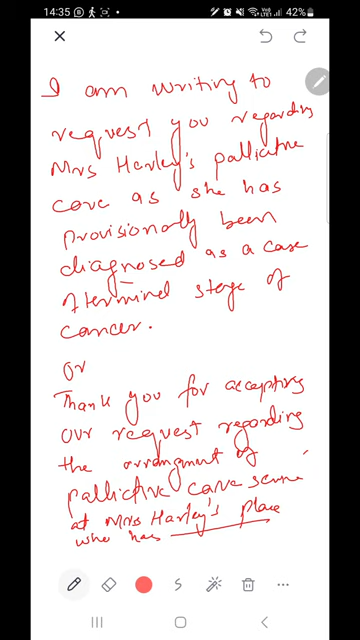 14:35
42%
I am writing to
request you regarding
Mrs Harley's palliative
care as she has
provisionally been
diagnosed as a case
of terminal stage of
cancer.
Or
Thank you for accepting
our request regarding
the arrangment of
palliative care service
at Mrs Harley's place
who has